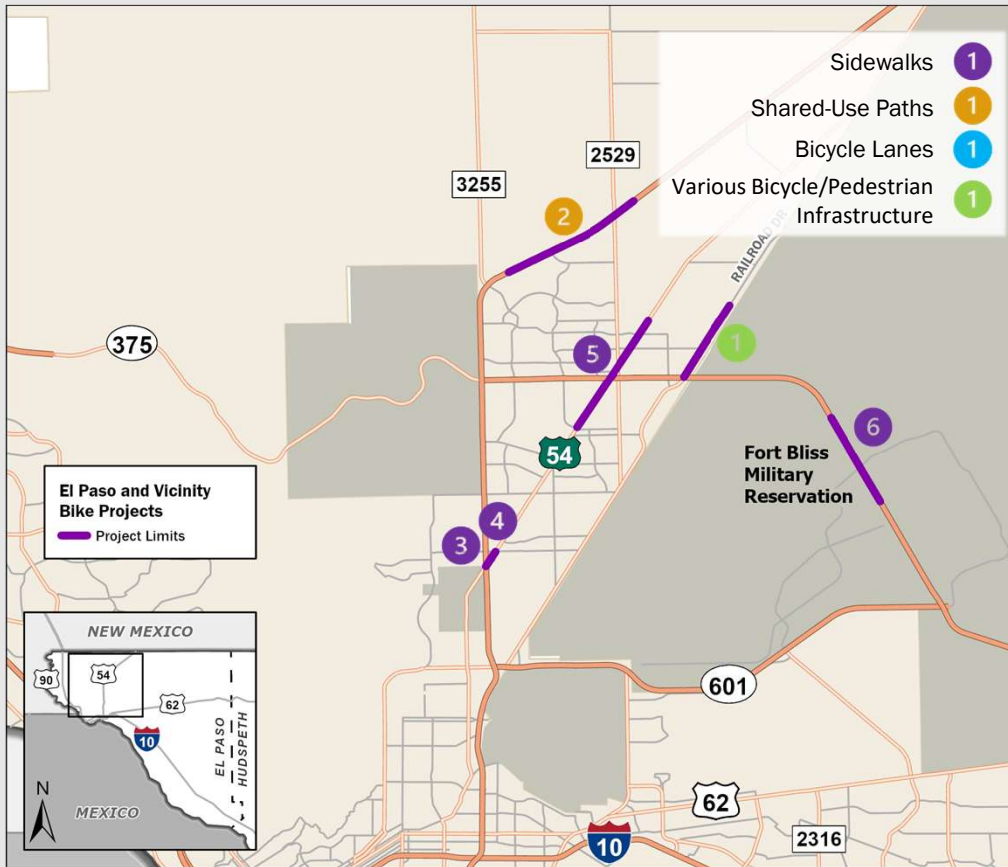 Sidewalks 1
Shared-Use Paths 1
Bicycle Lanes 1
Various Bicycle/Pedestrian
Infrastructure 1
2529
3255
2
RAILROAD DR
375
5
1
6
54
Fort Bliss
Military
Reservation
El Paso and Vicinity
Bike Projects
Project Limits
4
3
NEW MEXICO
90
54
62
10
EL PASO
HUDSPETH
N
MEXICO
601
62
10
2316